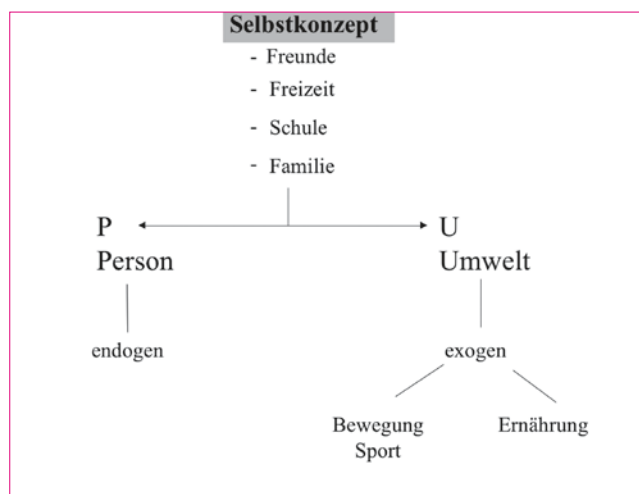 Selbstkonzept
- Freunde
- Freizeit
- Schule
- Familie
P
Person
U
Umwelt
endogen
exogen
Bewegung
Sport
Ernährung